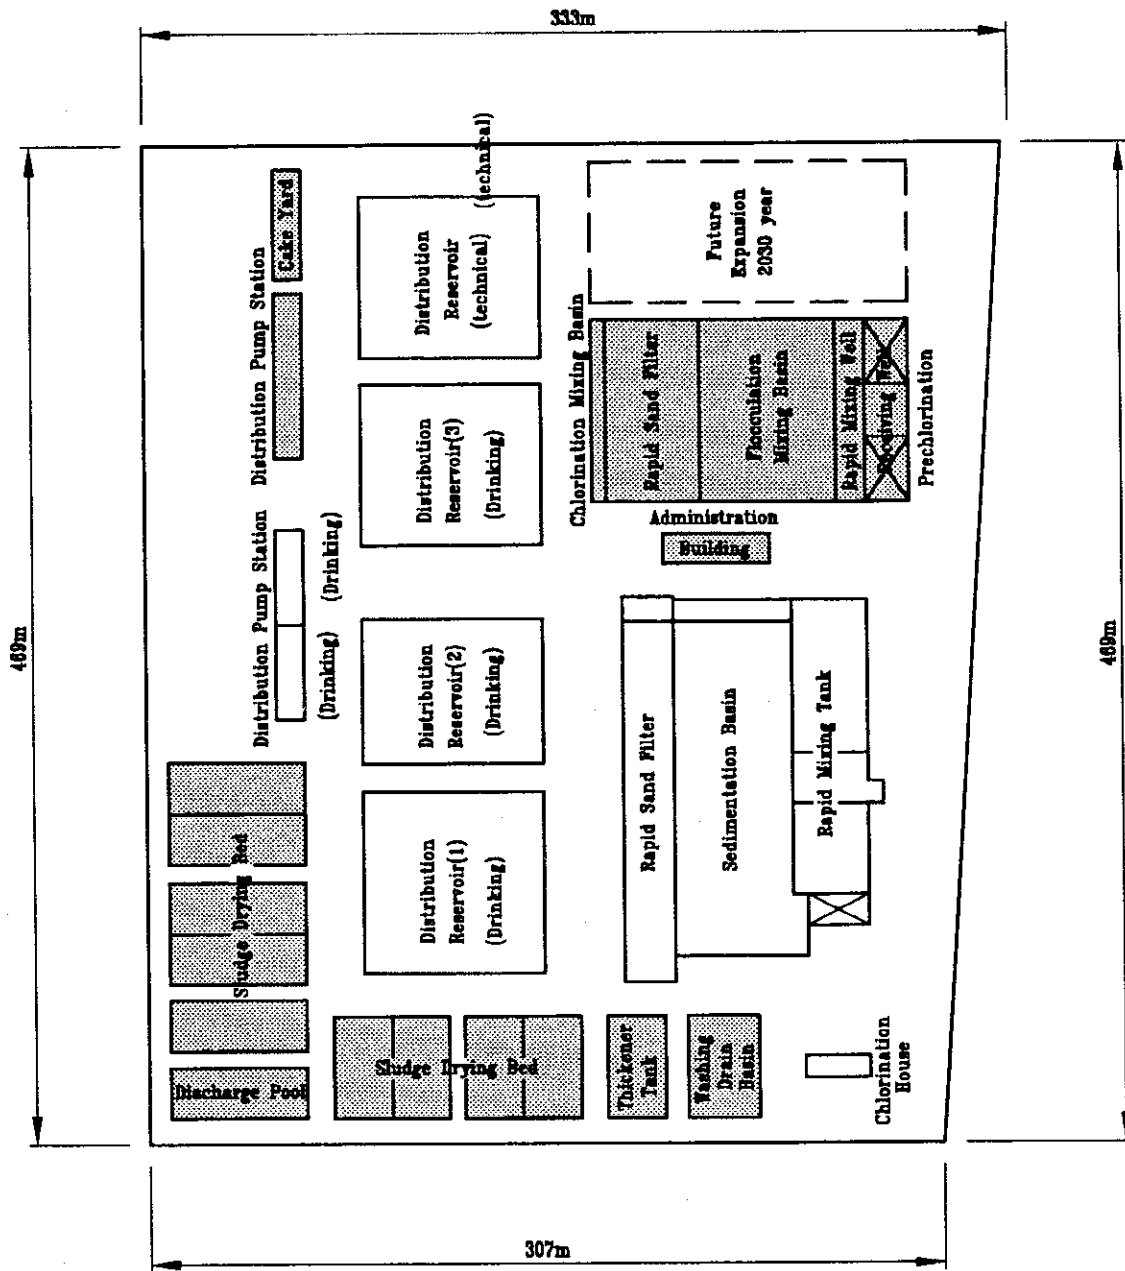 333m
469m
469m
307m
Cake Yard
Distribution Pump Station
(technical)
Distribution
Reservoir
(technical)
Future
Expansion
2030 year
Distribution Pump Station
(Drinking)
(Drinking)
Distribution
Reservoir(3)
(Drinking)
Chlorination Mixing Basin
Rapid Sand Filter
Flocculation
Mixing Basin
Rapid Mixing Well
Receiving Well
Prechlorination
Administration
Building
Distribution
Reservoir(2)
(Drinking)
Distribution
Reservoir(1)
(Drinking)
Rapid Sand Filter
Sedimentation Basin
Rapid Mixing Tank
Sludge Drying Bed
Discharge Pool
Sludge Drying Bed
Thickener
Tank
Washing
Drain
Basin
Chlorination
House